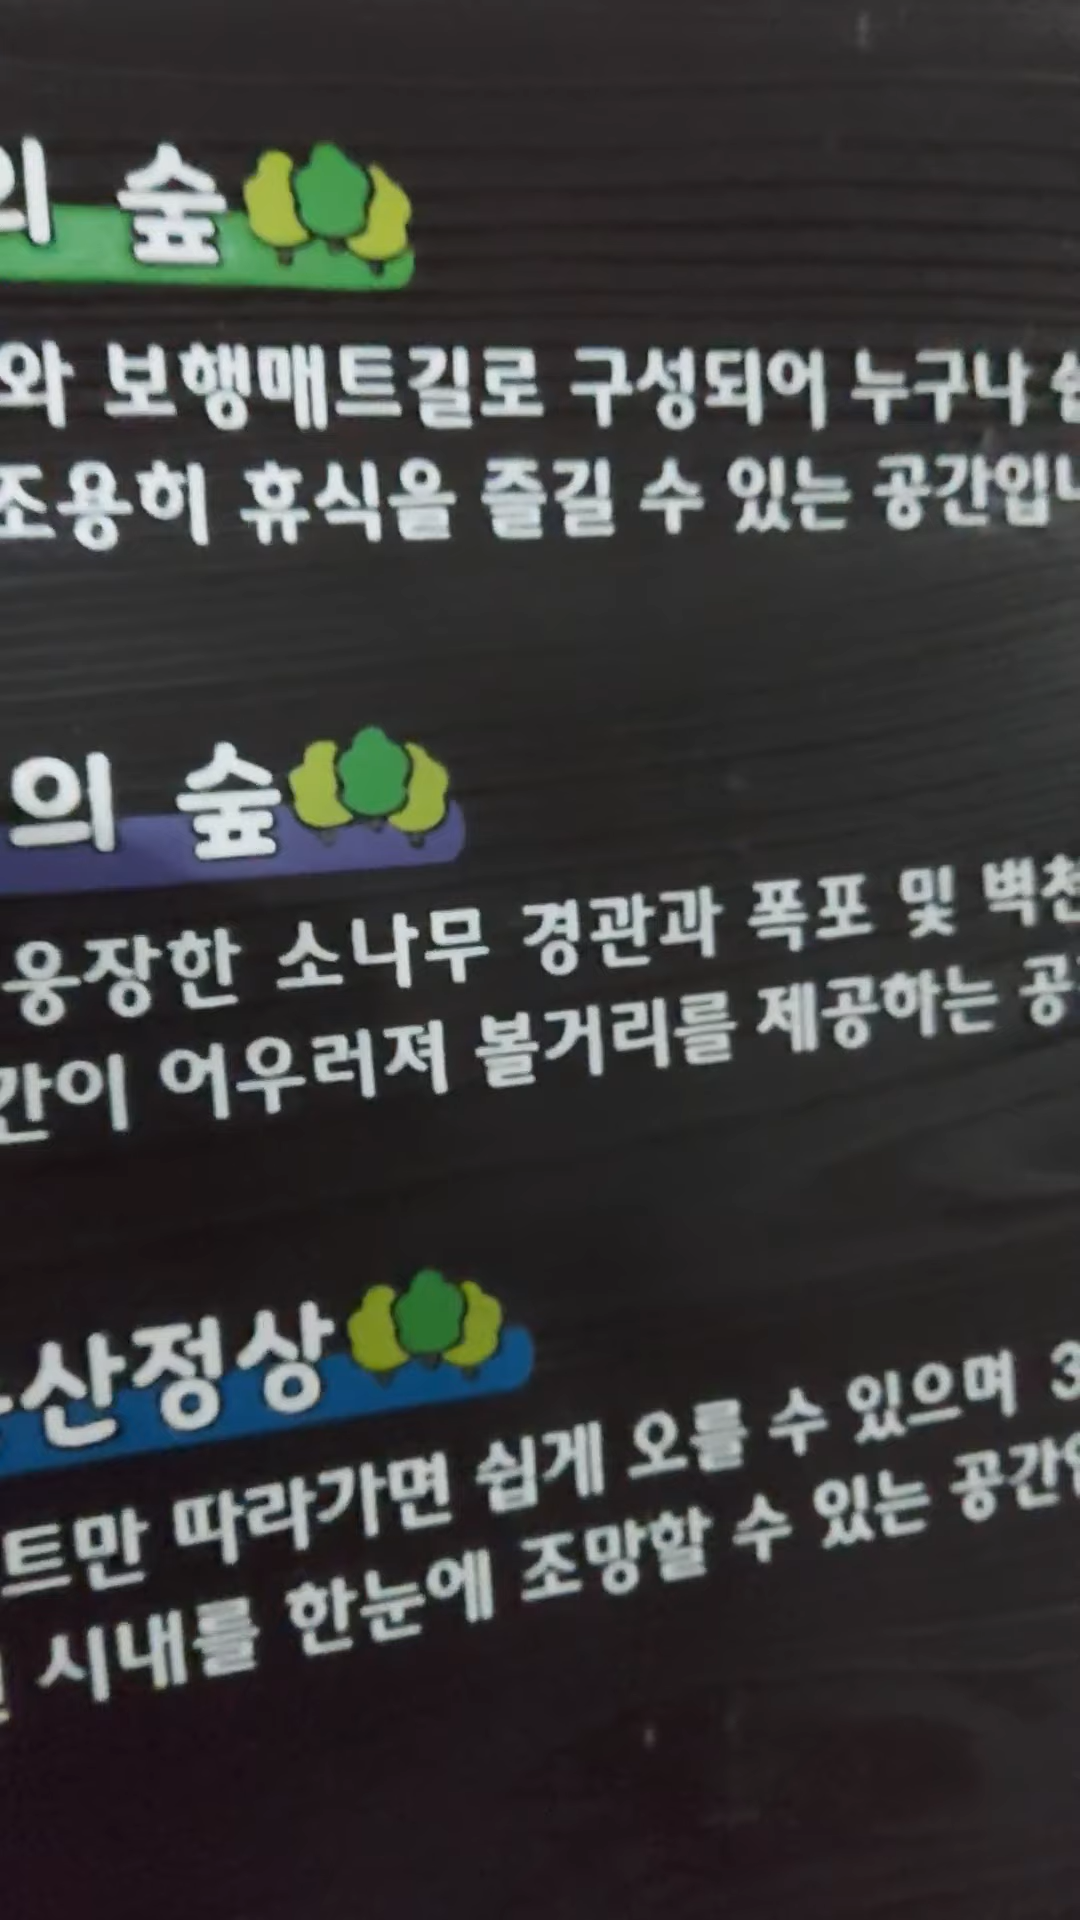 의 숲
와 보행매트길로 구성되어 누구나
조용히 휴식을 즐길 수 있는 공간입니
의 숲
웅장한 소나무 경관과 폭포 및 벽천
간이 어우러져 볼거리를 제공하는 공
산정상
트만 따라가면 쉽게 오를 수 있으며 3
시내를 한눈에 조망할 수 있는 공간